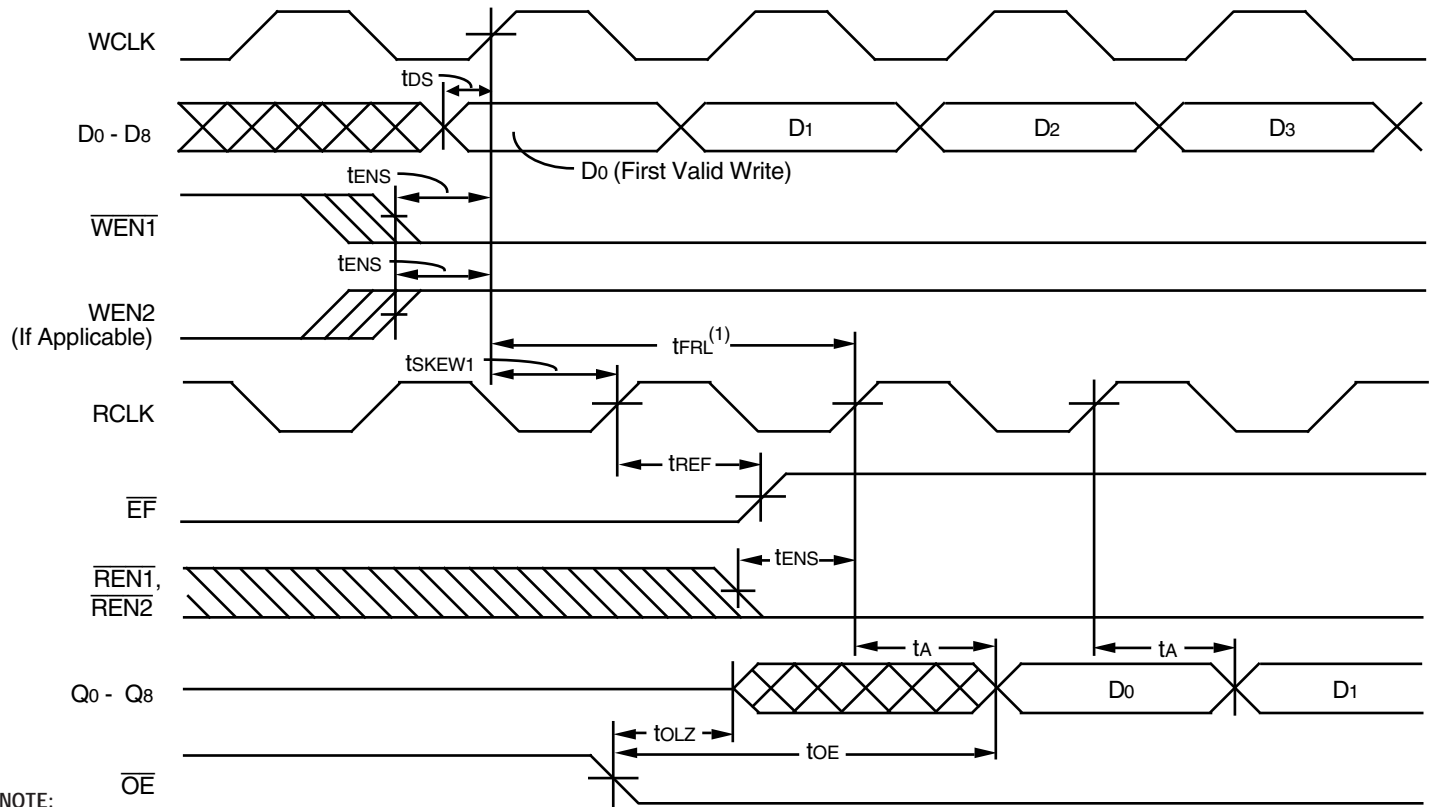 WCLK
tDS
D0 - D8
D1
D2
D3
D0 (First Valid Write)
tENS
WEN1
tENS
WEN2
(If Applicable)
tFRL(1)
tSKEW1
RCLK
tREF
EF
tENS
REN1,
REN2
tA
tA
Q0 - Q8
D0
D1
tOLZ
tOE
OE
NOTE: